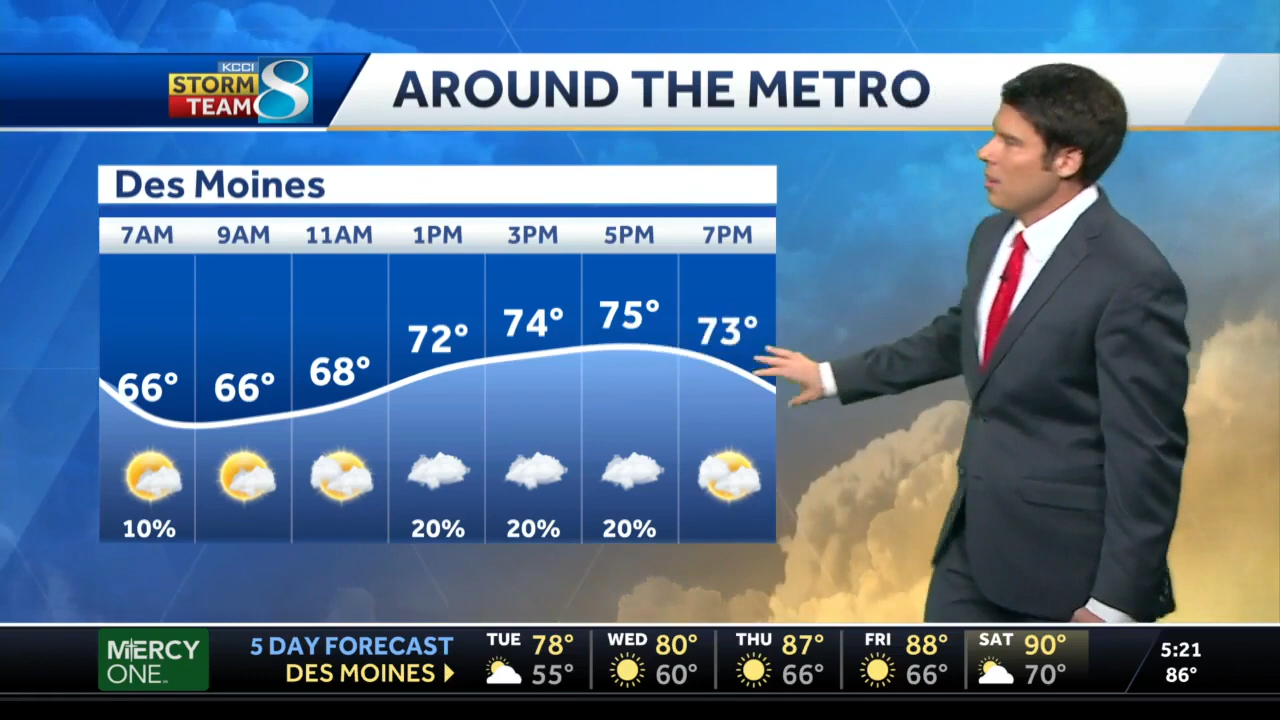 KCCI
STORM
TEAM
8
AROUND THE METRO
Des Moines
7AM 9AM 11AM 1PM 3PM 5PM 7PM
66° 66° 68° 72° 74° 75° 73°
10% 20% 20% 20%
MERCY
ONE
5 DAY FORECAST
DES MOINES
TUE 78° WED 80° THU 87° FRI 88° SAT 90°
55° 60° 66° 66° 70°
5:21
86°